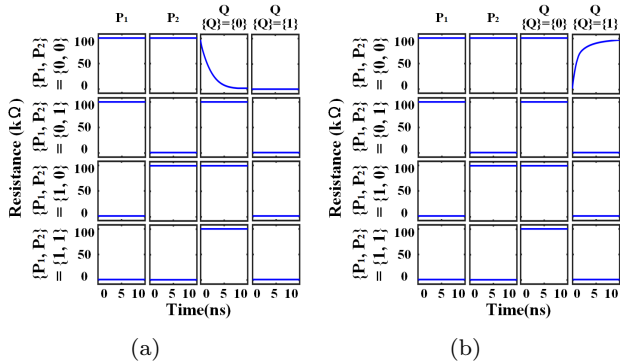 P₁ P₂ Q {Q}={0} Q {Q}={1}
P₁ P₂ Q {Q}={0} Q {Q}={1}
Resistance (kΩ)
{P₁, P₂} = {0, 0}
100
50
0
{P₁, P₂} = {0, 1}
100
50
0
{P₁, P₂} = {1, 0}
100
50
0
{P₁, P₂} = {1, 1}
100
50
0
0 5 10 0 5 10 0 5 10 0 5 10
Time(ns)
(a)
Resistance (kΩ)
{P₁, P₂} = {0, 0}
100
50
0
{P₁, P₂} = {0, 1}
100
50
0
{P₁, P₂} = {1, 0}
100
50
0
{P₁, P₂} = {1, 1}
100
50
0
0 5 10 0 5 10 0 5 10 0 5 10
Time(ns)
(b)